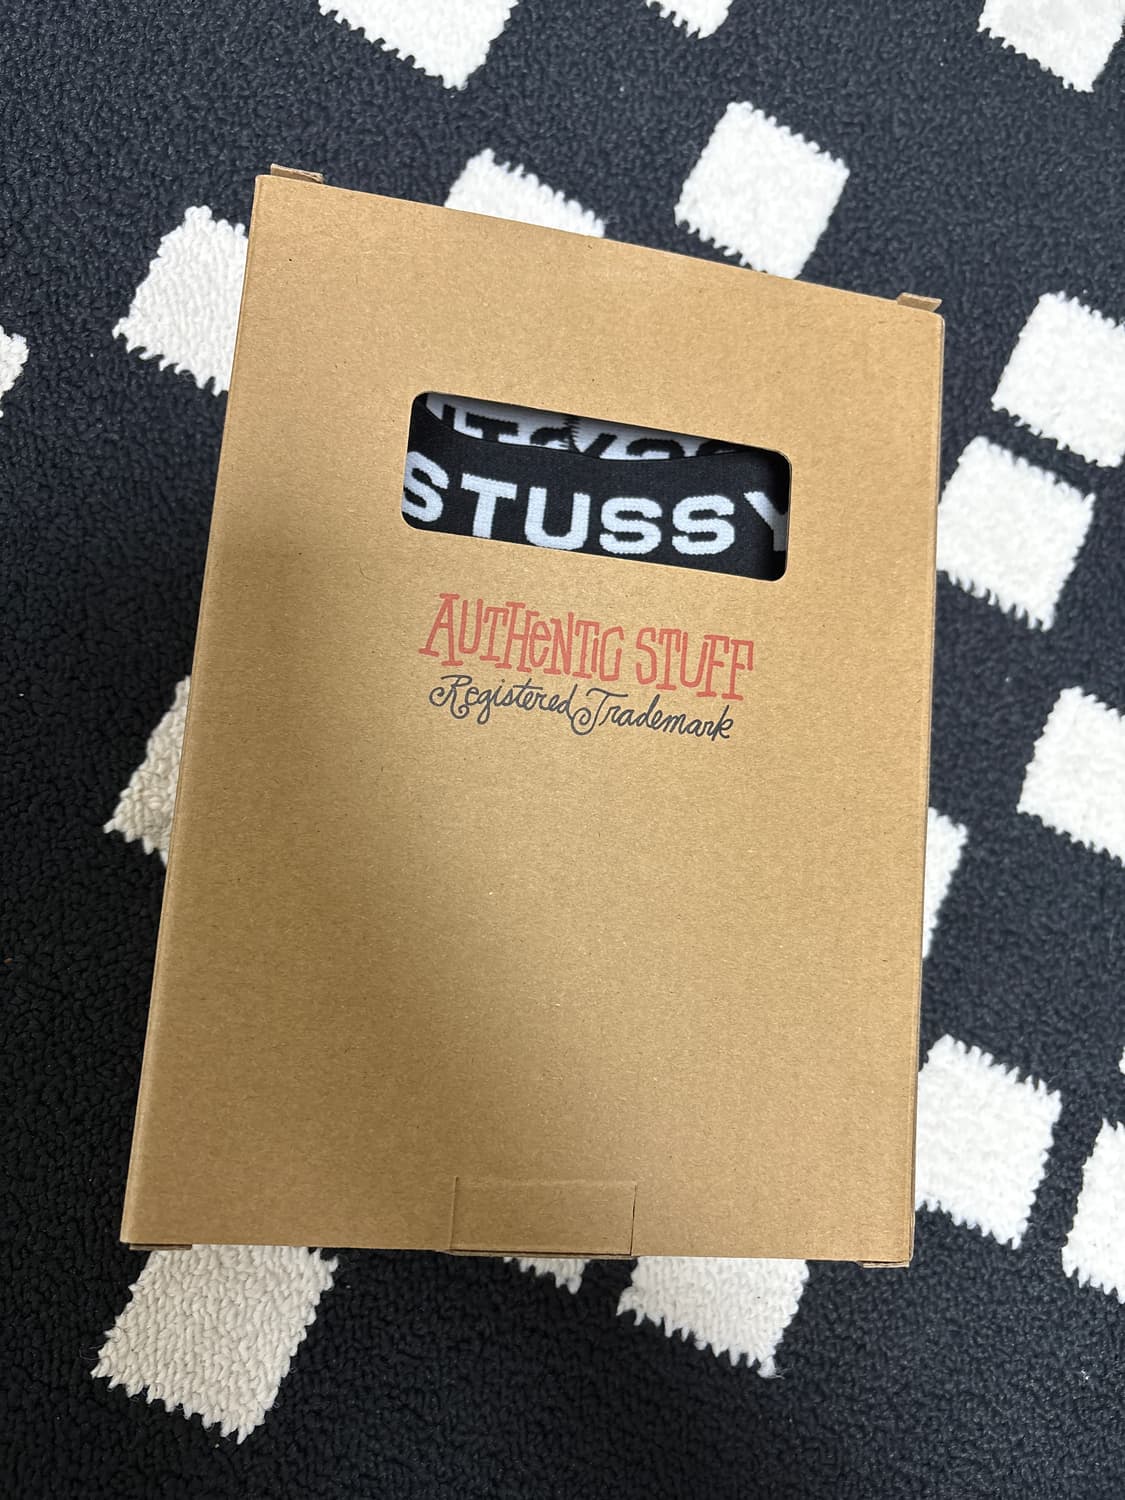 STUSSY
AUTHENTIC STUFF
Registered Trademark